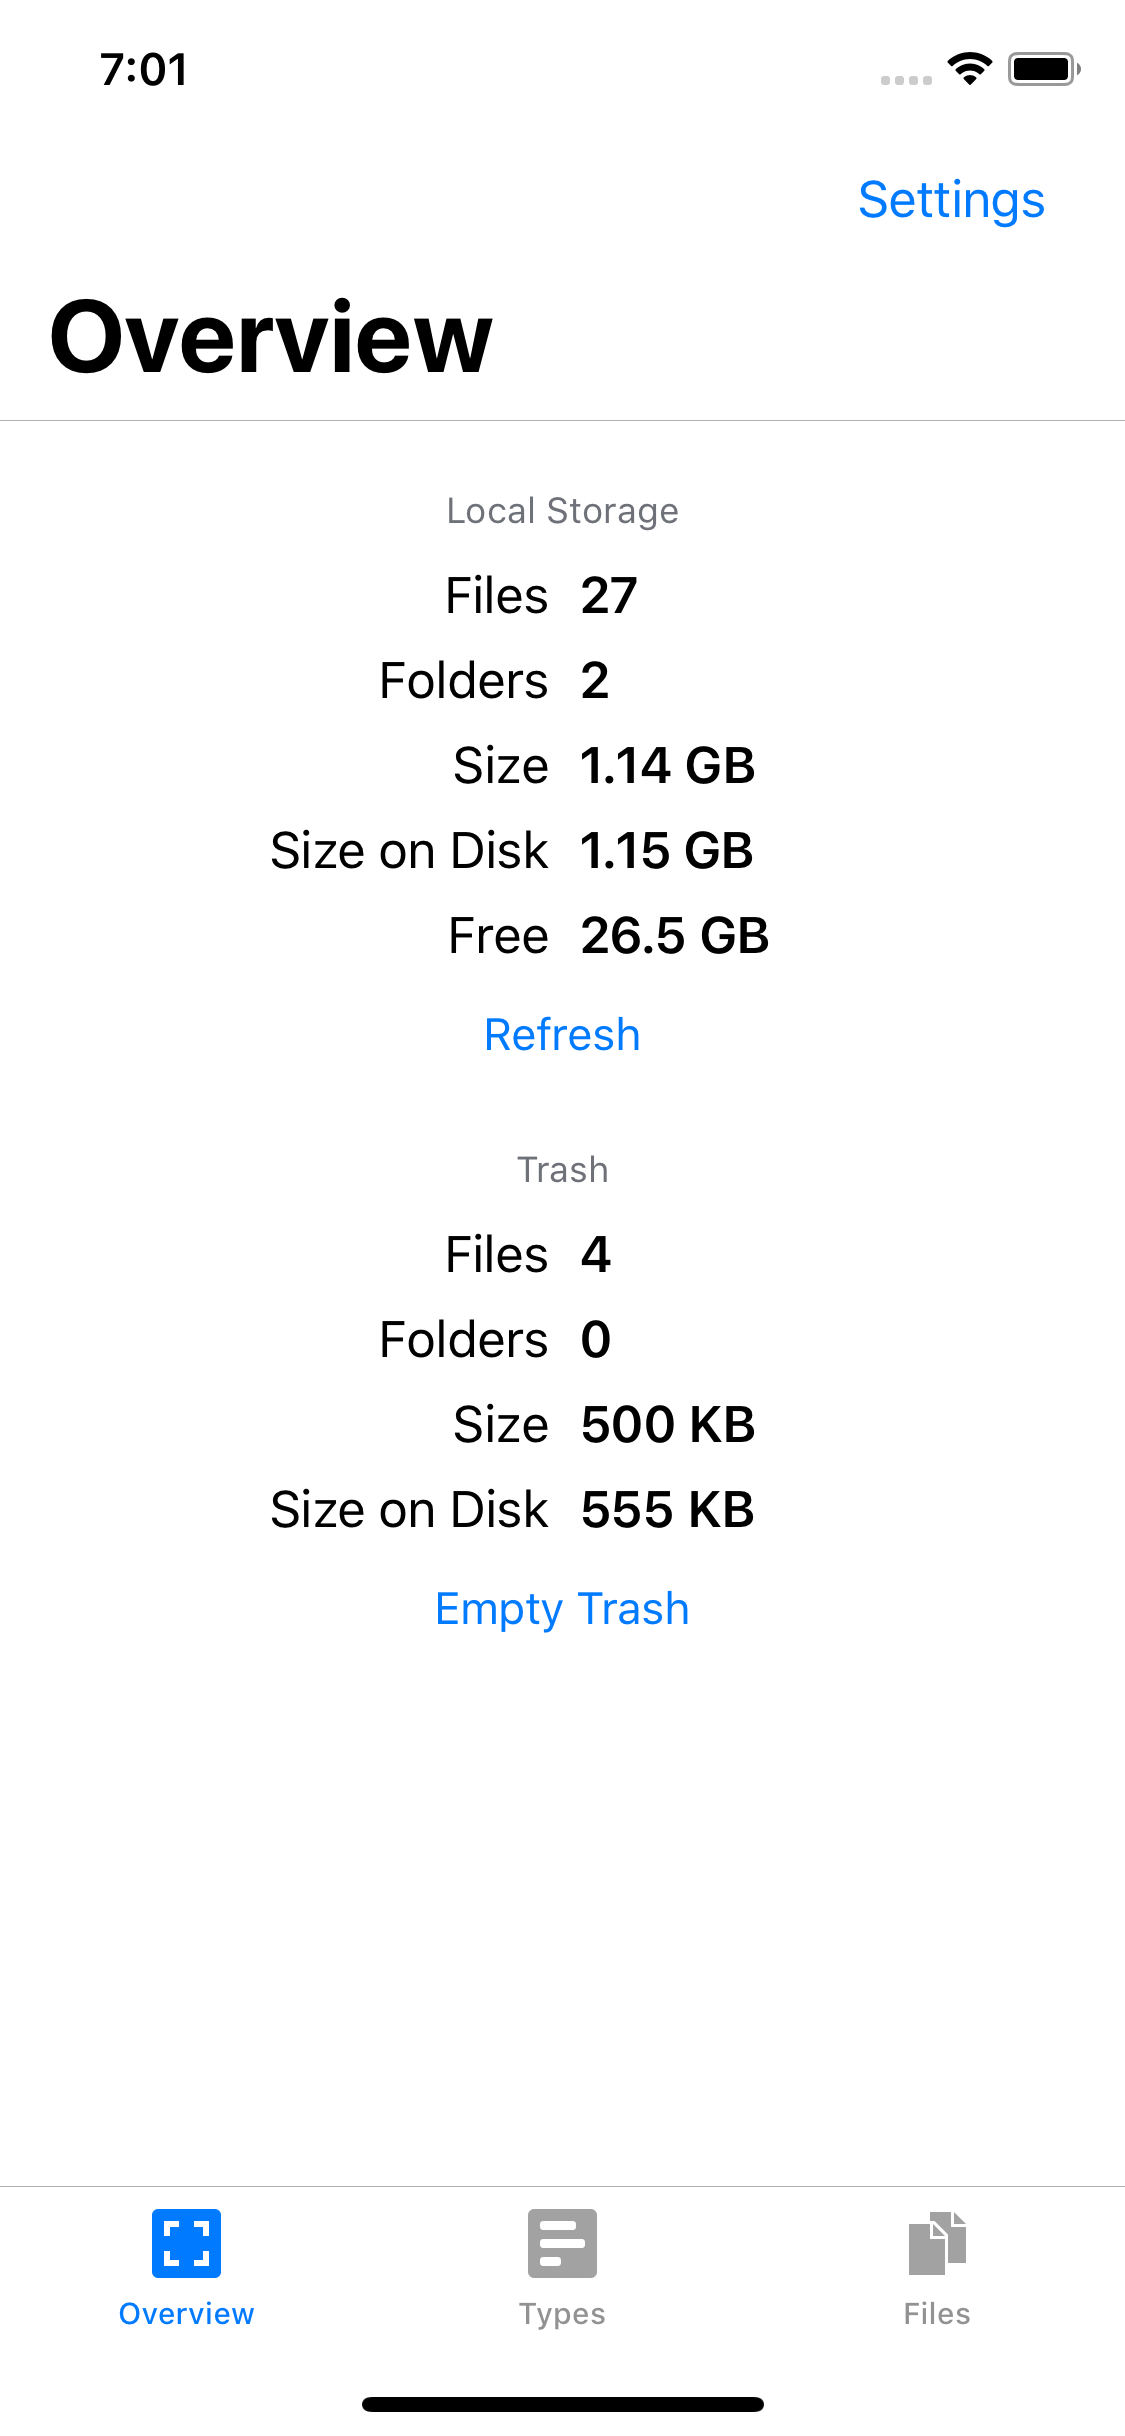 7:01
Settings
Overview
Local Storage
Files 27
Folders 2
Size 1.14 GB
Size on Disk 1.15 GB
Free 26.5 GB
Refresh
Trash
Files 4
Folders 0
Size 500 KB
Size on Disk 555 KB
Empty Trash
Overview Types Files